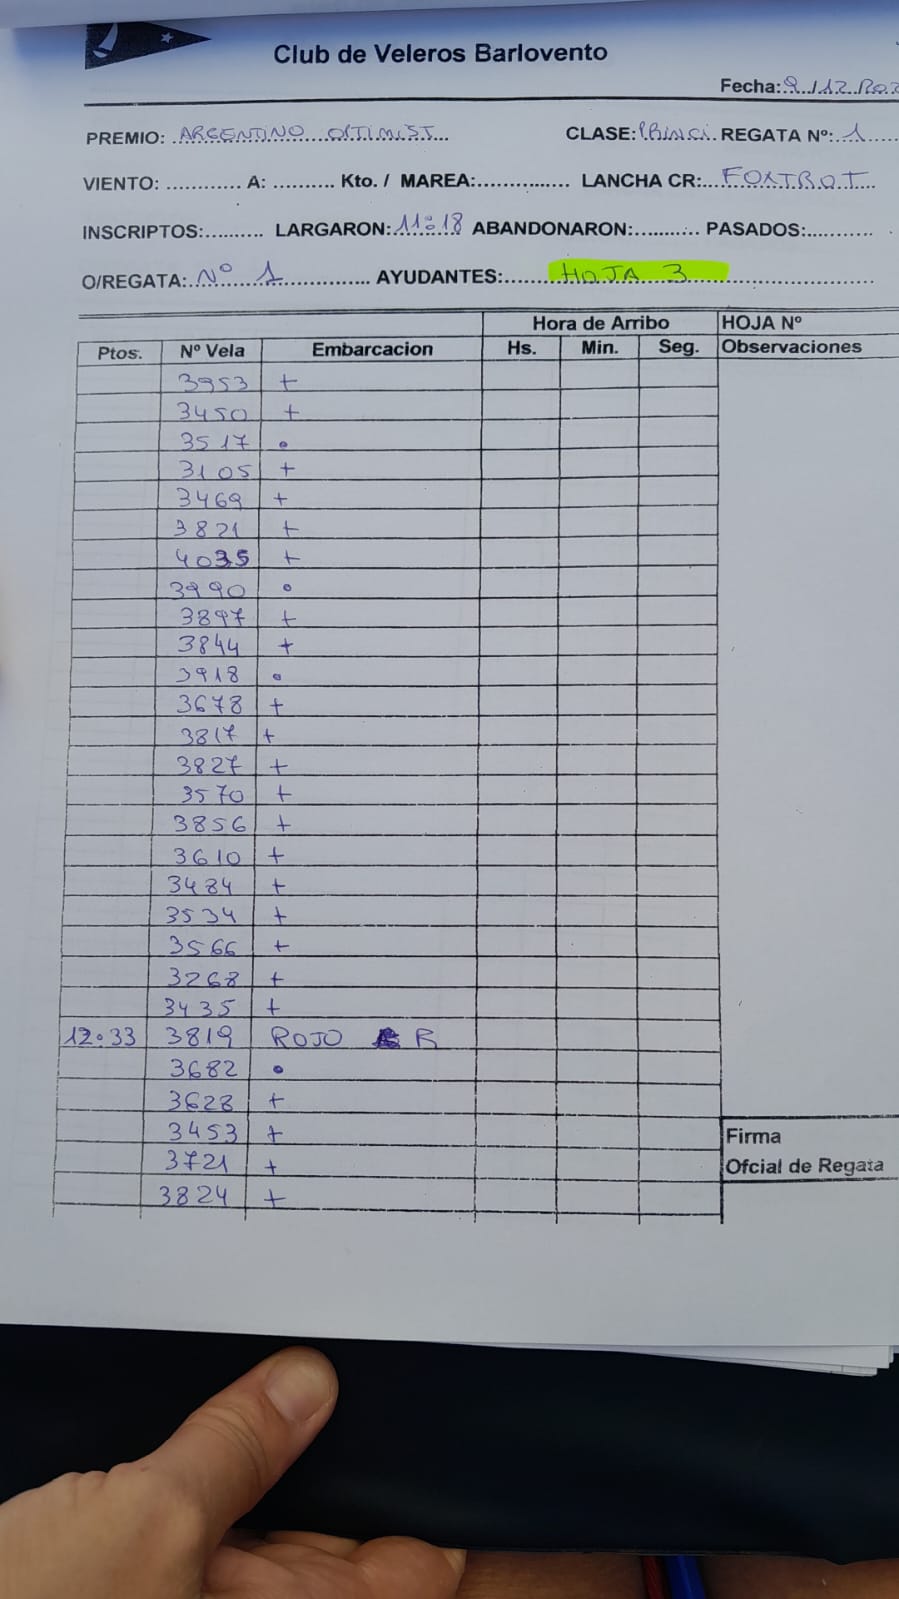 Club de Veleros Barlovento
Fecha: 9./12.
PREMIO: ARGENTINO OPTIMIST CLASE: PRINCI REGATA Nº: 1
VIENTO: ............ A: .......... Kto. / MAREA:............... LANCHA CR: FOXTROT
INSCRIPTOS:.......... LARGARON: 11:18 ABANDONARON:.......... PASADOS:...........
O/REGATA: Nº 1 AYUDANTES: HOJA 3
Hora de Arribo HOJA Nº
Ptos. Nº Vela Embarcacion Hs. Min. Seg. Observaciones
3953 +
3450 +
3517 •
3105 +
3469 +
3821 +
4035 +
3990 •
3897 +
3844 +
3918 •
3678 +
3817 +
3827 +
3570 +
3856 +
3610 +
3484 +
3534 +
3566 +
3268 +
3435 +
12:33 3819 ROJO R
3682 •
3628 +
3453 +
Firma
3721 +
Ofcial de Regata
3824 +